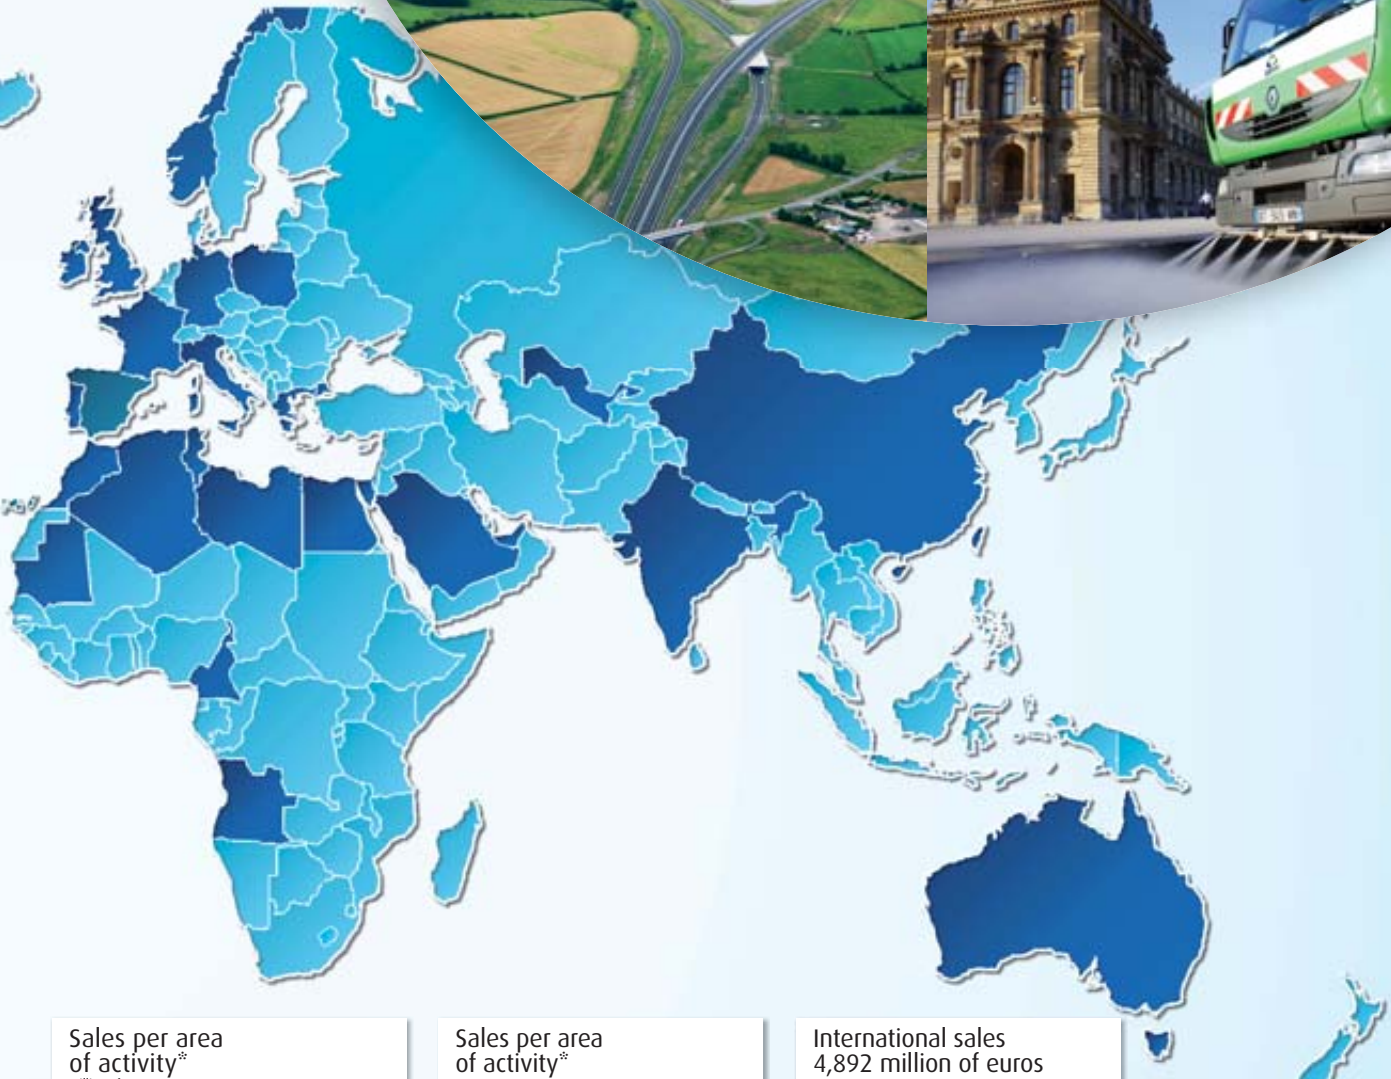 Sales per area
of activity*
Sales per area
of activity*
International sales
4,892 million of euros